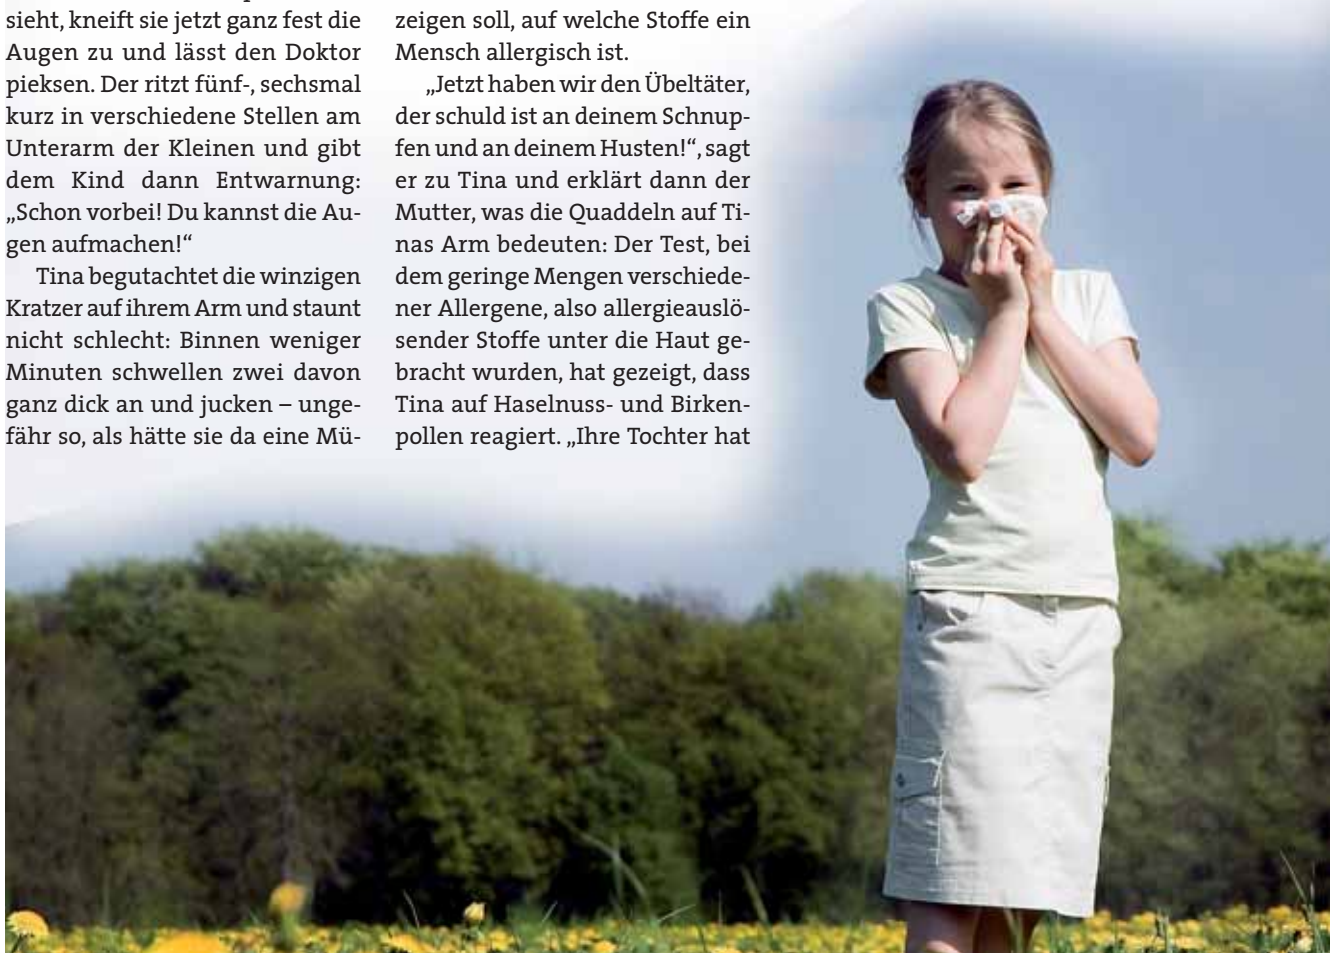 sieht, kneift sie jetzt ganz fest die
Augen zu und lässt den Doktor
pieksen. Der ritzt fünf-, sechsmal
kurz in verschiedene Stellen am
Unterarm der Kleinen und gibt
dem Kind dann Entwarnung:
„Schon vorbei! Du kannst die Au-
gen aufmachen!“
Tina begutachtet die winzigen
Kratzer auf ihrem Arm und staunt
nicht schlecht: Binnen weniger
Minuten schwellen zwei davon
ganz dick an und jucken – unge-
fähr so, als hätte sie da eine Mü-
zeigen soll, auf welche Stoffe ein
Mensch allergisch ist.
„Jetzt haben wir den Übeltäter,
der schuld ist an deinem Schnup-
fen und an deinem Husten!“, sagt
er zu Tina und erklärt dann der
Mutter, was die Quaddeln auf Ti-
nas Arm bedeuten: Der Test, bei
dem geringe Mengen verschiede-
ner Allergene, also allergieauslö-
sender Stoffe unter die Haut ge-
bracht wurden, hat gezeigt, dass
Tina auf Haselnuss- und Birken-
pollen reagiert. „Ihre Tochter hat